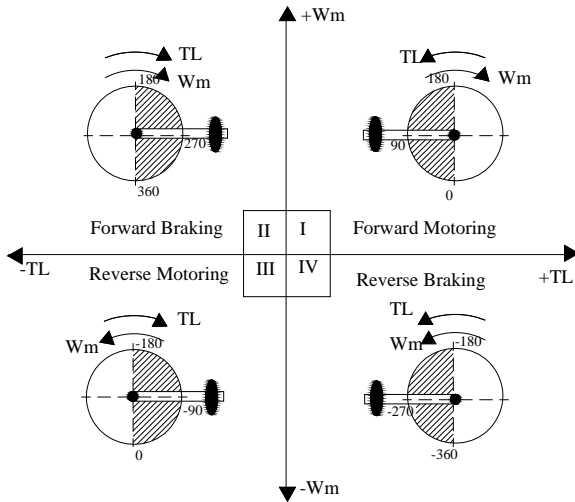 +Wm
TL
Wm
180
270
360
TL
180
Wm
90
0
Forward Braking
II
I
Forward Motoring
-TL
Reverse Motoring
III
IV
Reverse Braking
+TL
TL
Wm
-180
-90
0
TL
Wm
-180
-270
-360
-Wm